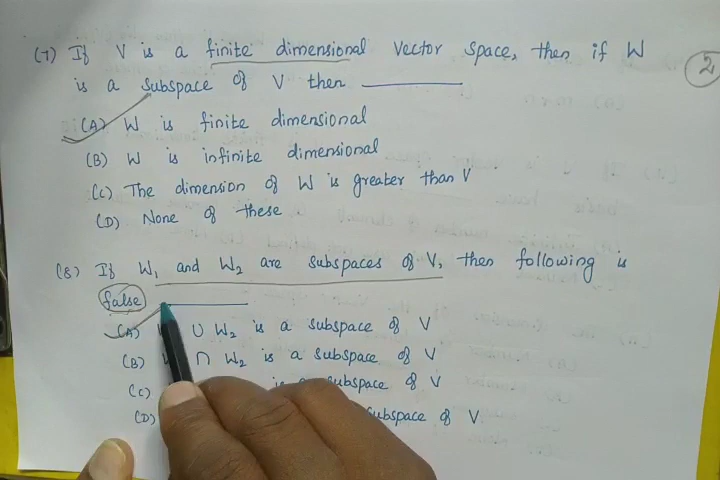 (7) If V is a finite dimensional Vector space, then if W
2
is a subspace of V then
(A) W is finite dimensional
(B) W is infinite dimensional
(C) The dimension of W is greater than V
(D) None of these.
(8) If W1 and W2 are subspaces of V, then following is
false
(A) ∪ W2 is a subspace of V
(B) ∩ W2 is a subspace of V
(C) is a subspace of V
(D) subspace of V